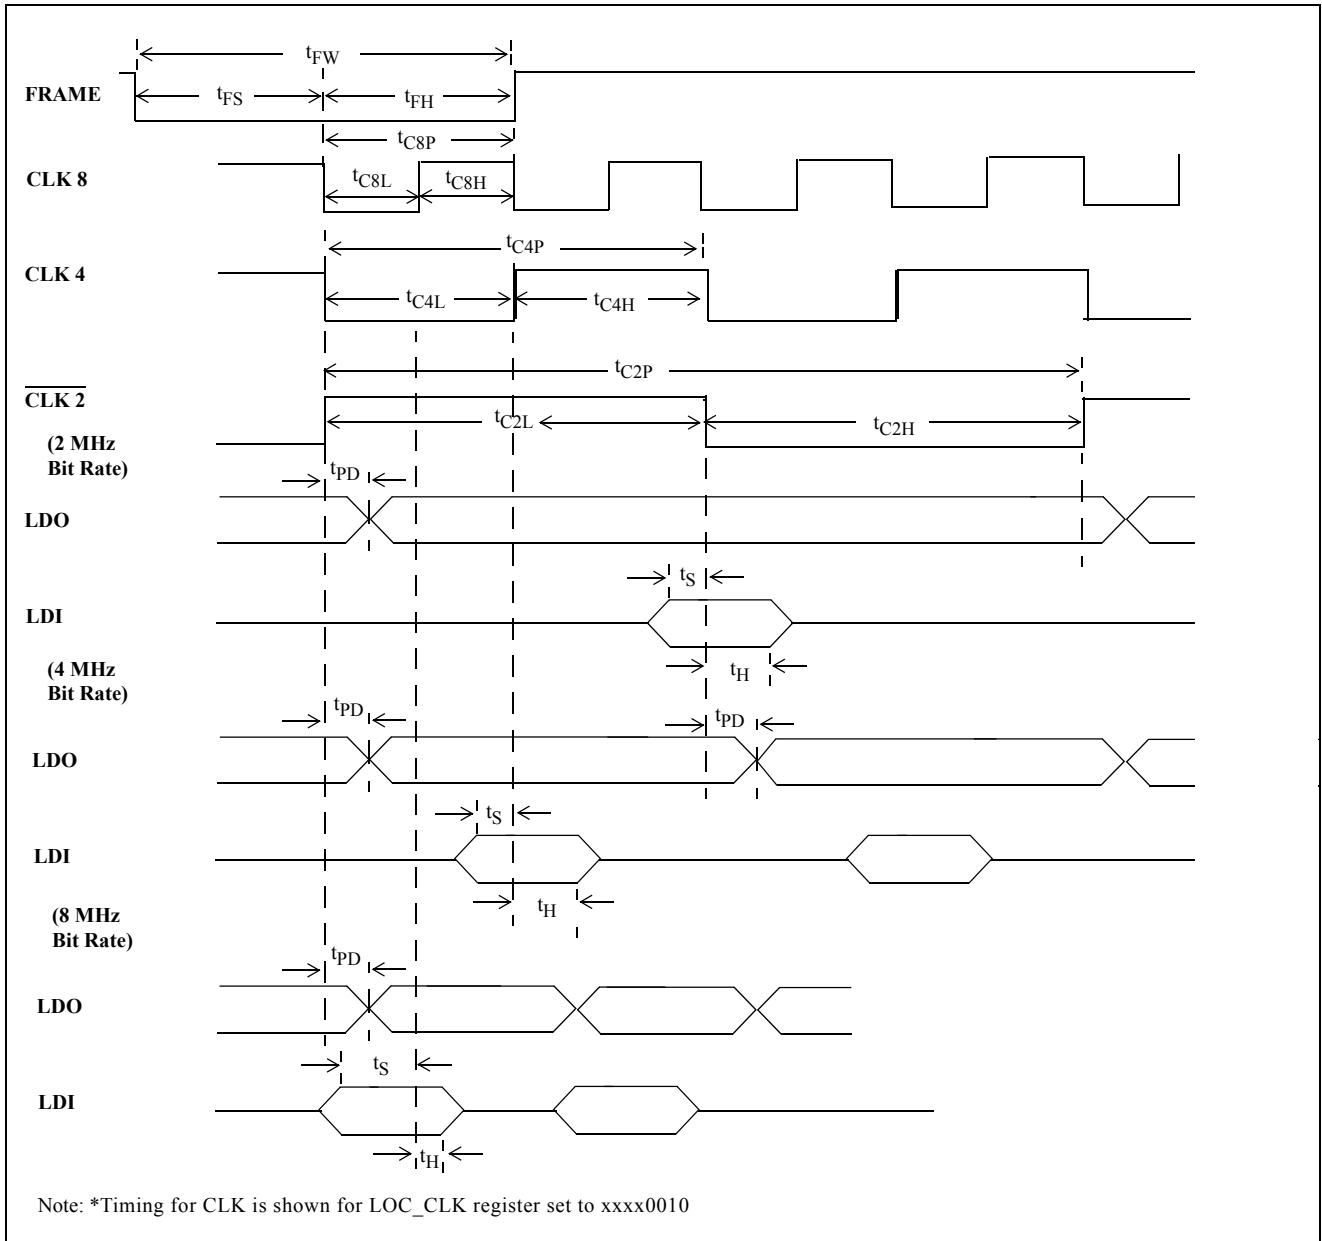 tFW
FRAME
tFS
tFH
tC8P
CLK 8
tC8L
tC8H
tC4P
CLK 4
tC4L
tC4H
tC2P
CLK 2
tC2L
tC2H
(2 MHz
Bit Rate)
tPD
LDO
tS
LDI
tH
(4 MHz
Bit Rate)
tPD
tPD
LDO
tS
LDI
tH
(8 MHz
Bit Rate)
tPD
LDO
tS
LDI
tH
Note: *Timing for CLK is shown for LOC_CLK register set to xxxx0010